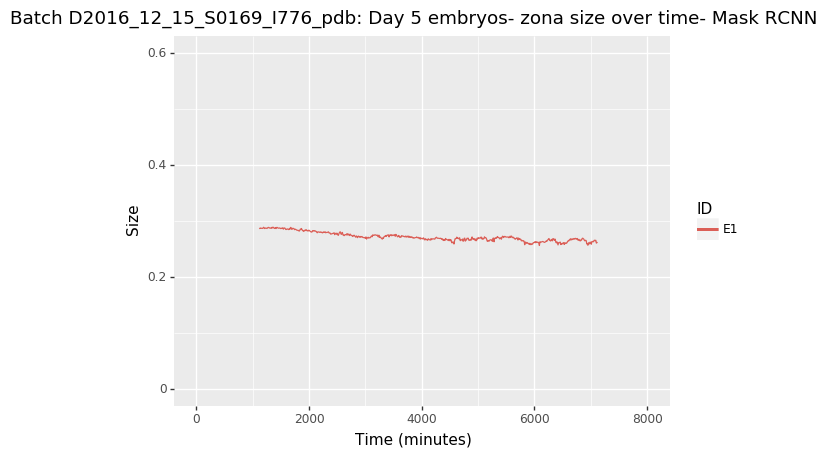 Batch D2016_12_15_S0169_I776_pdb: Day 5 embryos- zona size over time- Mask RCNN
0.6
0.4
0.2
0
Size
0 2000 4000 6000 8000
Time (minutes)
ID
E1